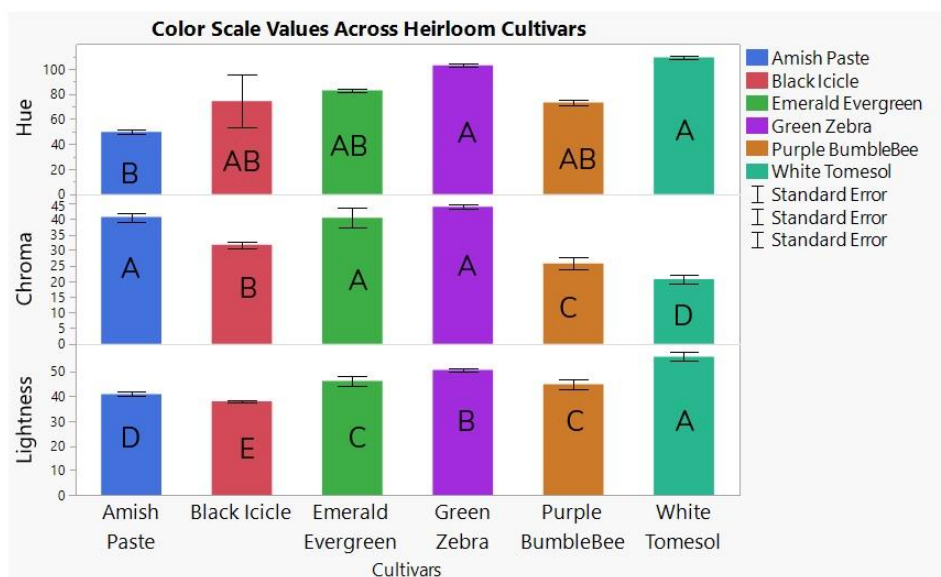 Color Scale Values Across Heirloom Cultivars
Hue
100
80
60
40
20
0
B
AB
AB
A
AB
A
Chroma
45
40
35
30
25
20
15
10
5
0
A
B
A
A
C
D
Lightness
50
40
30
20
10
0
D
E
C
B
C
A
Amish Paste
Black Icicle
Emerald Evergreen
Green Zebra
Purple BumbleBee
White Tomesol
Cultivars
Amish Paste
Black Icicle
Emerald Evergreen
Green Zebra
Purple BumbleBee
White Tomesol
Standard Error
Standard Error
Standard Error